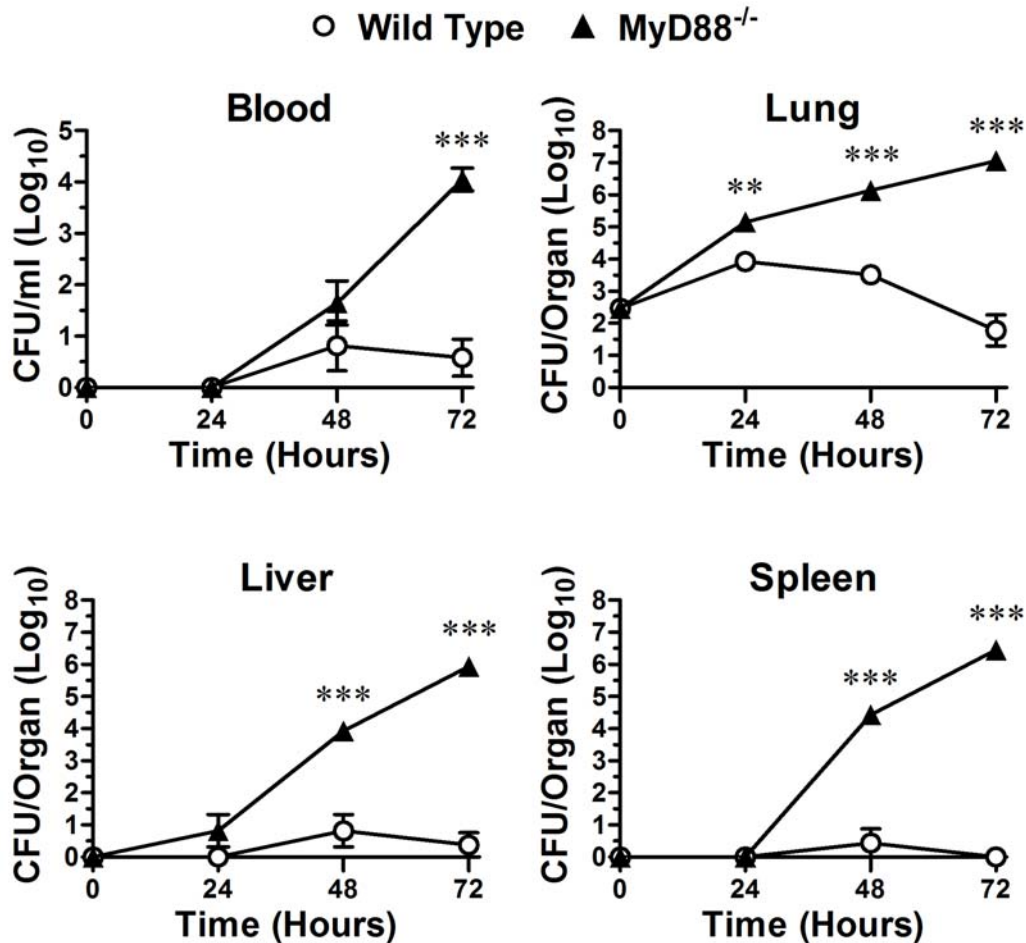 Wild Type MyD88-/-
Blood
CFU/ml (Log10)
5
4
3
2
1
0
0 24 48 72
Time (Hours)
***
Lung
CFU/Organ (Log10)
8
7
6
5
4
3
2
1
0
0 24 48 72
Time (Hours)
** *** ***
Liver
CFU/Organ (Log10)
8
7
6
5
4
3
2
1
0
0 24 48 72
Time (Hours)
*** ***
Spleen
CFU/Organ (Log10)
8
7
6
5
4
3
2
1
0
0 24 48 72
Time (Hours)
*** ***